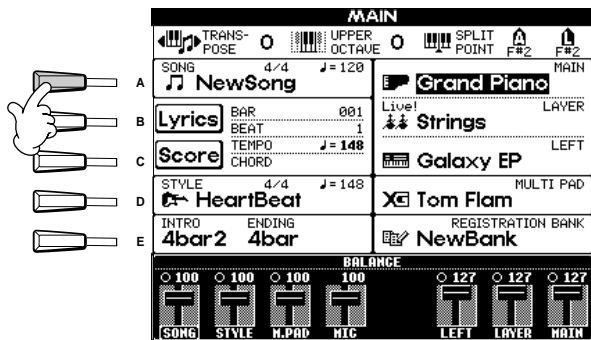 MAIN
TRANS-
POSE 0 UPPER
OCTAVE 0 SPLIT
POINT A
F#2 L
F#2
SONG 4/4 ♩=120
NewSong
MAIN
Grand Piano
A
Lyrics BAR 001
BEAT 1
Live! LAYER
Strings
B
Score TEMPO ♩=148
CHORD
LEFT
Galaxy EP
C
STYLE 4/4 ♩=148
HeartBeat
MULTI PAD
XG Tom Flam
D
INTRO ENDING
4bar2 4bar
REGISTRATION BANK
NewBank
E
BALANCE
100 100 100 100 127 127 127
SONG STYLE M.PAD MIC LEFT LAYER MAIN